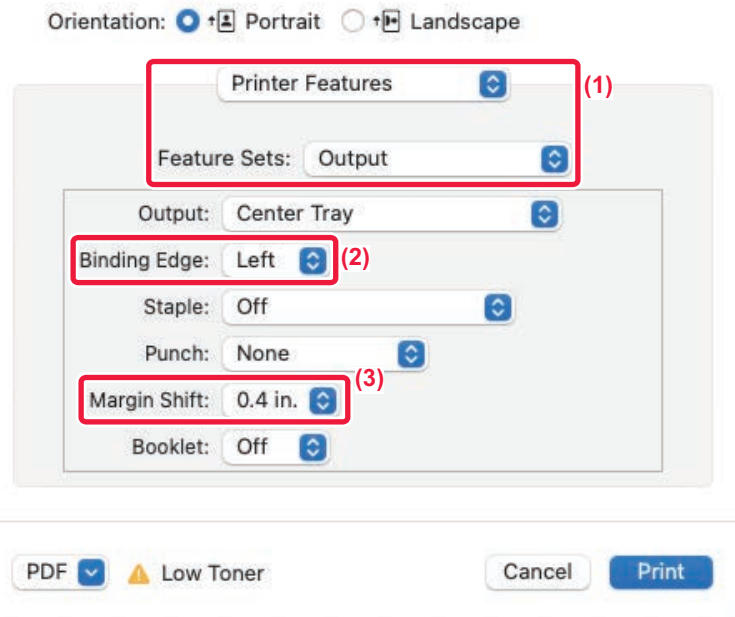 Orientation: Portrait Landscape
Printer Features
(1)
Feature Sets: Output
Output: Center Tray
Binding Edge: Left (2)
Staple: Off
Punch: None
(3)
Margin Shift: 0.4 in.
Booklet: Off
PDF Low Toner Cancel Print